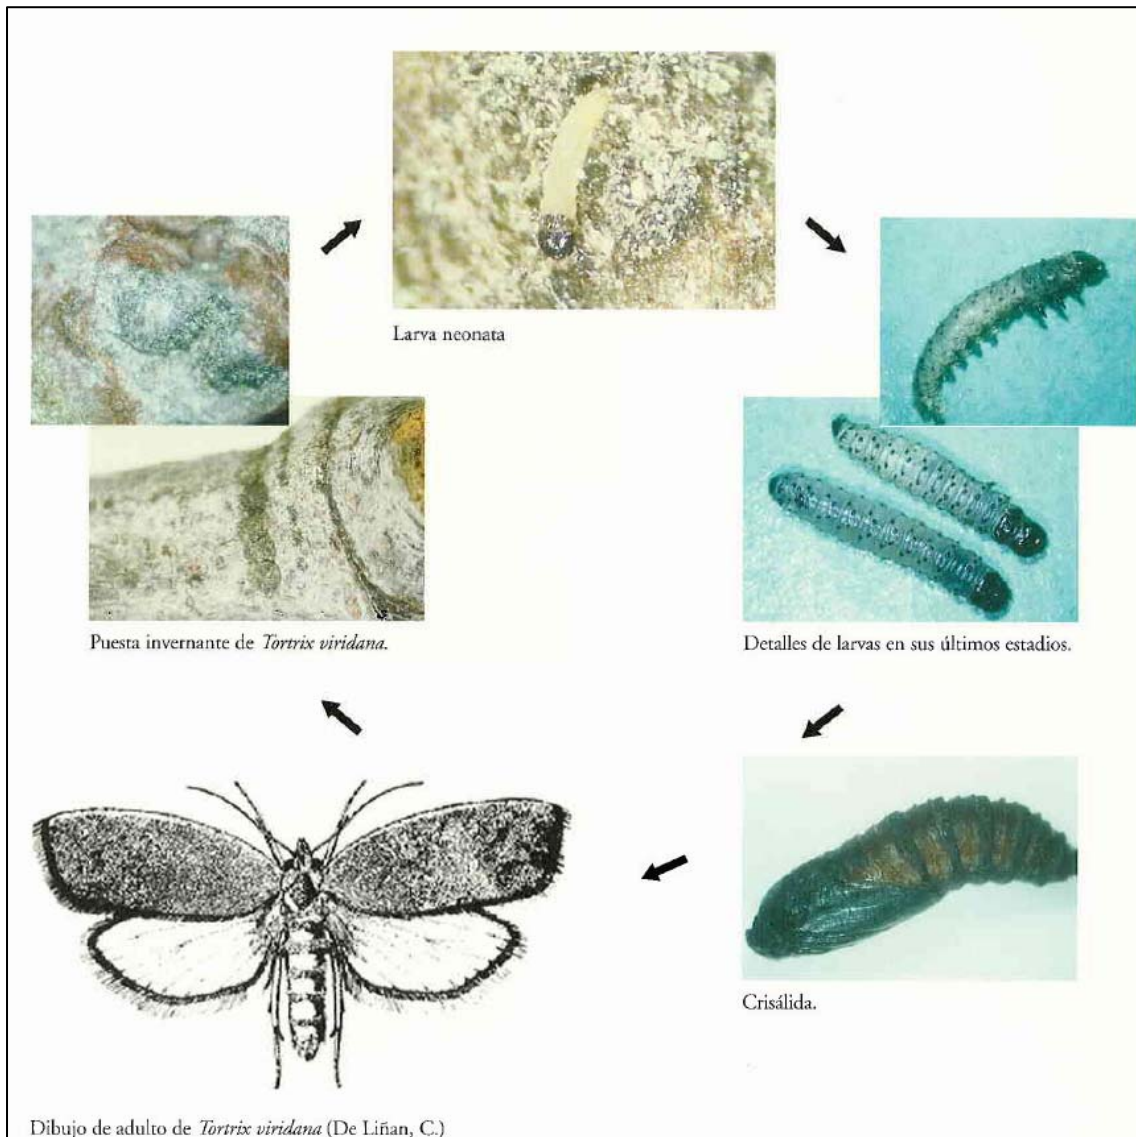 Larva neonata
Puesta invernante de Tortrix viridana.
Detalles de larvas en sus últimos estadios.
Crisálida.
Dibujo de adulto de Tortrix viridana (De Liñan, C.)